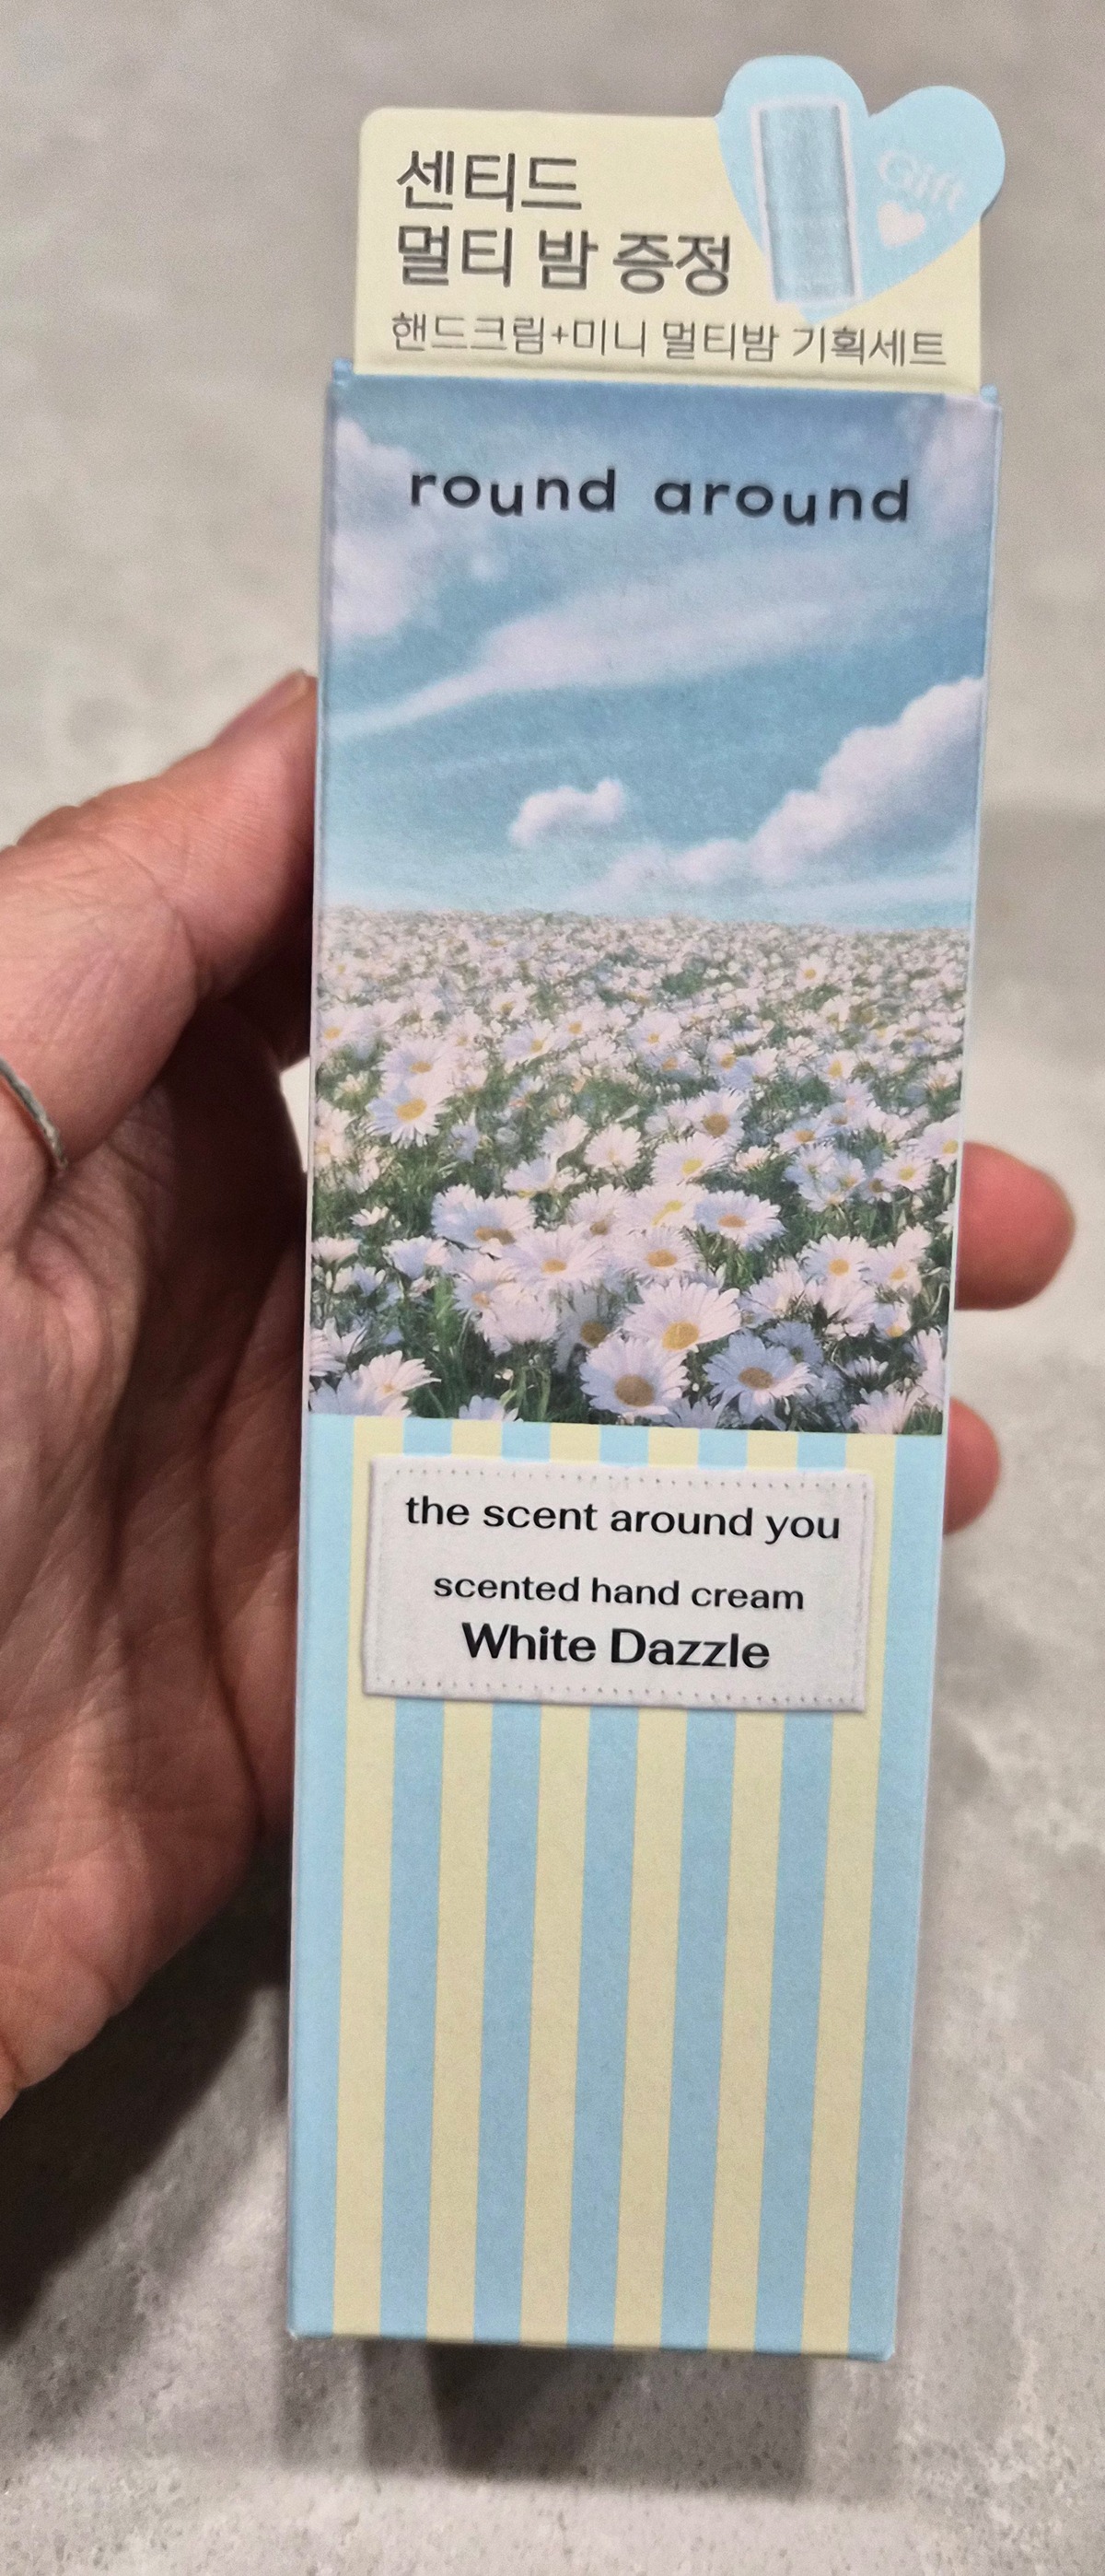 센티드
멀티 밤 증정
Gift
핸드크림+미니 멀티밤 기획세트
round around
the scent around you
scented hand cream
White Dazzle